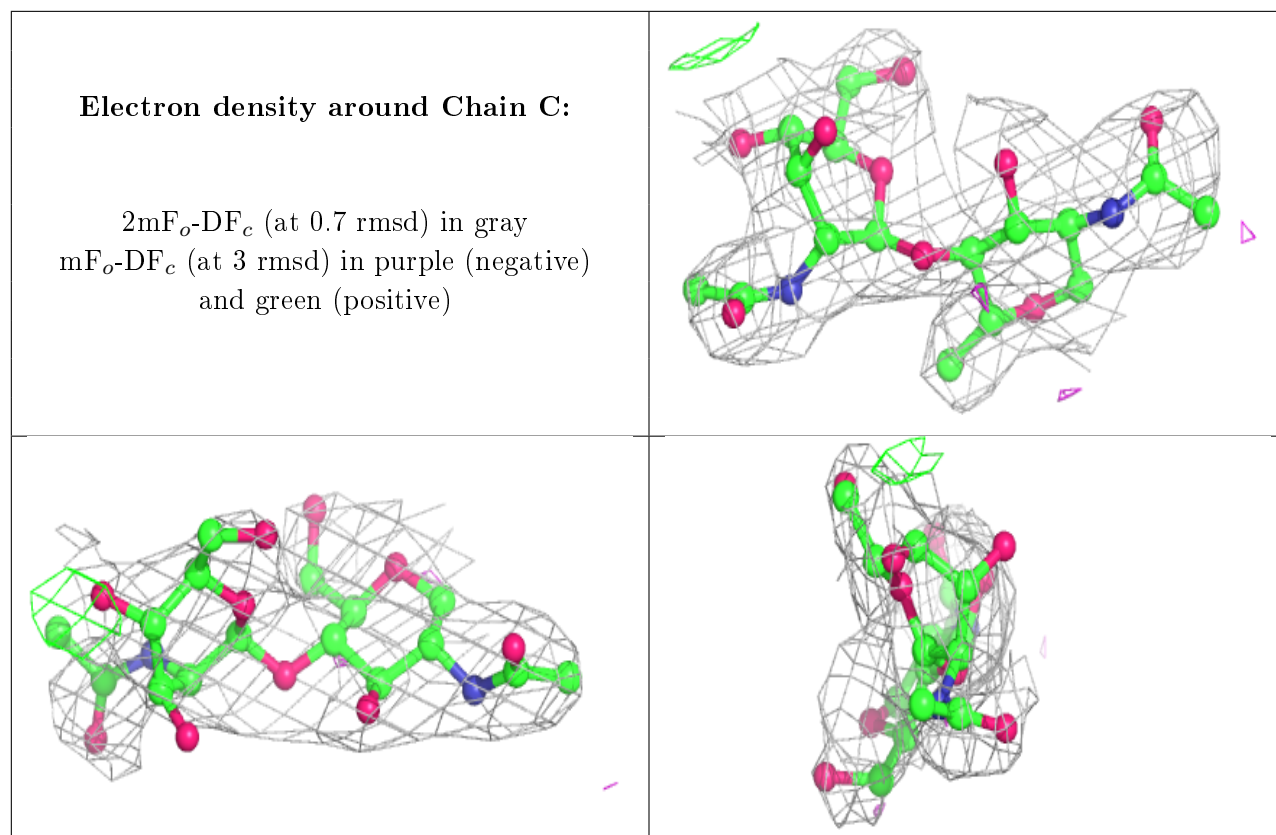 Electron density around Chain C:
2mFₒ-DF𝒸 (at 0.7 rmsd) in gray
mFₒ-DF𝒸 (at 3 rmsd) in purple (negative)
and green (positive)